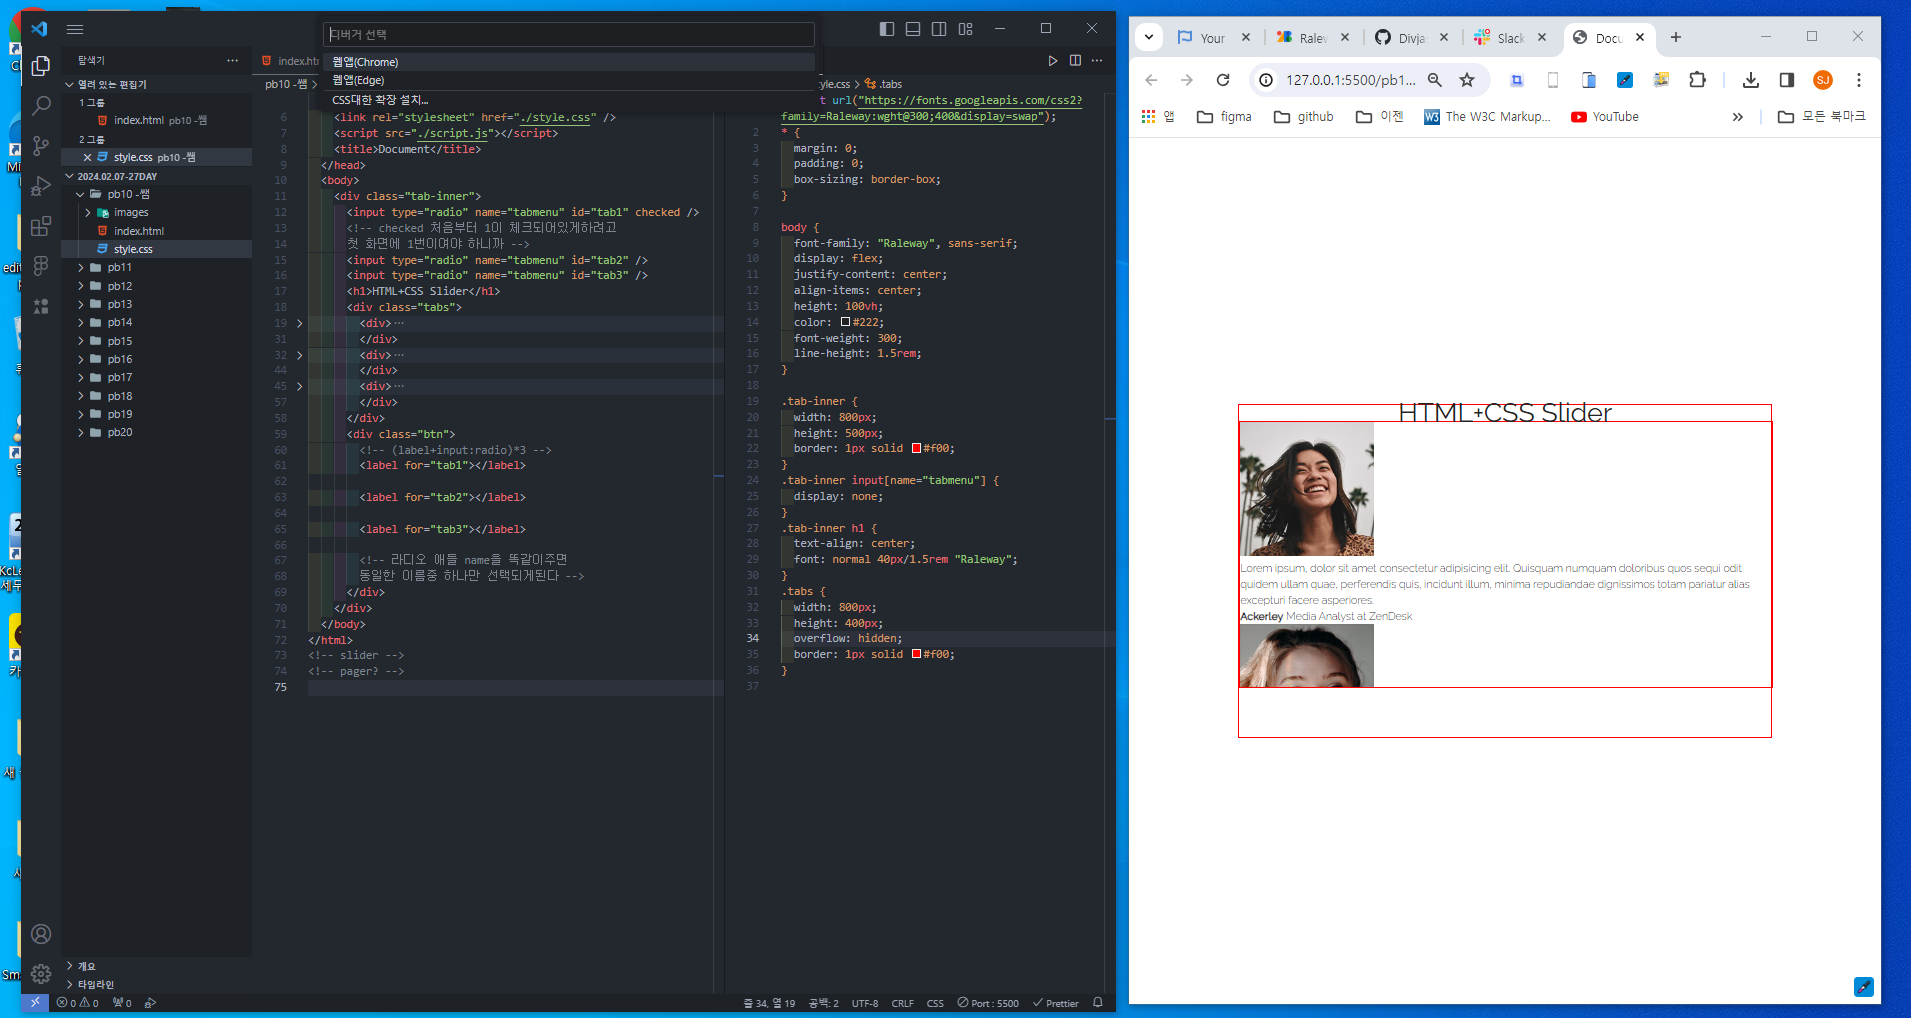 디버거 선택
웹앱(Chrome)
웹앱(Edge)
CSS대한 확장 설치...
탐색기
열려 있는 편집기
1 그룹
index.html pb10 -쌤
2 그룹
style.css pb10 -쌤
2024.02.07-27DAY
pb10 -쌤
images
index.html
style.css
pb11
pb12
pb13
pb14
pb15
pb16
pb17
pb18
pb19
pb20
개요
타임라인
pb10 -쌤 >
6 <link rel="stylesheet" href="./style.css" />
7 <script src="./script.js"></script>
8 <title>Document</title>
9 </head>
10 <body>
11 <div class="tab-inner">
12 <input type="radio" name="tabmenu" id="tab1" checked />
13 <!-- checked 처음부터 1이 체크되어있게하려고
14 첫 화면에 1번이여야 하니까 -->
15 <input type="radio" name="tabmenu" id="tab2" />
16 <input type="radio" name="tabmenu" id="tab3" />
17 <h1>HTML+CSS Slider</h1>
18 <div class="tabs">
19 <div>…
31 </div>
32 <div>…
44 </div>
45 <div>…
57 </div>
58 </div>
59 <div class="btn">
60 <!-- (label+input:radio)*3 -->
61 <label for="tab1"></label>
62
63 <label for="tab2"></label>
64
65 <label for="tab3"></label>
66
67 <!-- 라디오 애들 name을 똑같이주면
68 동일한 이름중 하나만 선택되게된다 -->
69 </div>
70 </div>
71 </body>
72 </html>
73 <!-- slider -->
74 <!-- pager? -->
75
.tabs
url("https://fonts.googleapis.com/css2?
family=Raleway:wght@300;400&display=swap");
2 * {
3 margin: 0;
4 padding: 0;
5 box-sizing: border-box;
6 }
7
8 body {
9 font-family: "Raleway", sans-serif;
10 display: flex;
11 justify-content: center;
12 align-items: center;
13 height: 100vh;
14 color: #222;
15 font-weight: 300;
16 line-height: 1.5rem;
17 }
18
19 .tab-inner {
20 width: 800px;
21 height: 500px;
22 border: 1px solid #f00;
23 }
24 .tab-inner input[name="tabmenu"] {
25 display: none;
26 }
27 .tab-inner h1 {
28 text-align: center;
29 font: normal 40px/1.5rem "Raleway";
30 }
31 .tabs {
32 width: 800px;
33 height: 400px;
34 overflow: hidden;
35 border: 1px solid #f00;
36 }
37
0 0 0
줄 34, 열 19 공백: 2 UTF-8 CRLF CSS Port : 5500 Prettier
Your
Divja
Slack
Docu
127.0.0.1:5500/pb1...
SJ
앱 figma github 이젠 The W3C Markup... YouTube » 모든 북마크
HTML+CSS Slider
Lorem ipsum, dolor sit amet consectetur adipisicing elit. Quisquam numquam doloribus quos sequi odit
quidem ullam quae, perferendis quis, incidunt illum, minima repudiandae dignissimos totam pariatur alias
excepturi facere asperiores.
Ackerley Media Analyst at ZenDesk